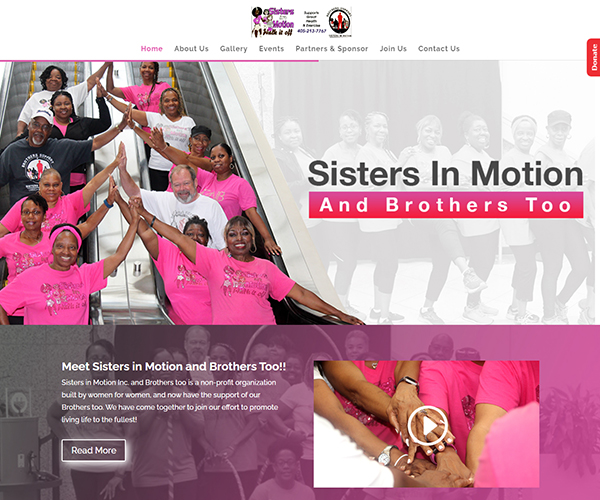 Sisters
In
Motion
Walk it off
Supports
Good
Health
& Exercise
405-213-7767
Home About Us Gallery Events Partners & Sponsor Join Us Contact Us
Donate
Sisters In Motion
And Brothers Too
Meet Sisters in Motion and Brothers Too!!
Sisters in Motion Inc. and Brothers too is a non-profit organization
built by women for women, and now have the support of our
Brothers too. We have come together to join our effort to promote
living life to the fullest!
Read More